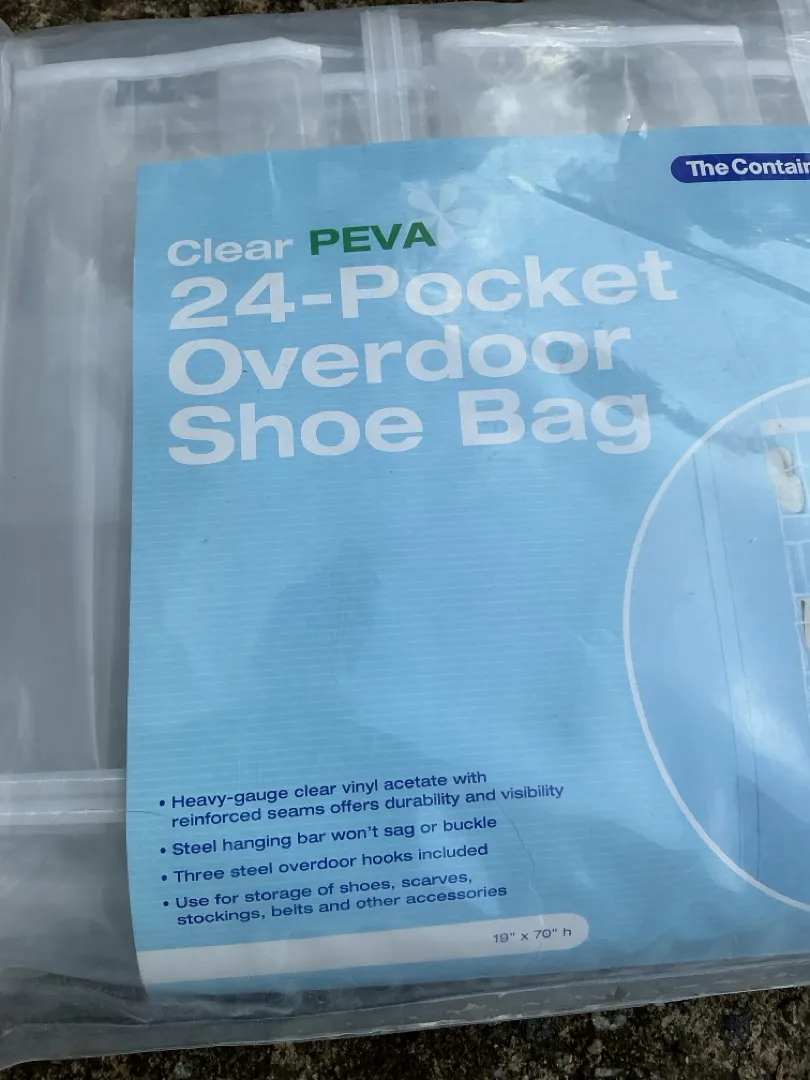 The Contain
Clear PEVA
24-Pocket
Overdoor
Shoe Bag
• Heavy-gauge clear vinyl acetate with
reinforced seams offers durability and visibility
• Steel hanging bar won't sag or buckle
• Three steel overdoor hooks included
• Use for storage of shoes, scarves,
stockings, belts and other accessories
19" x 70" h